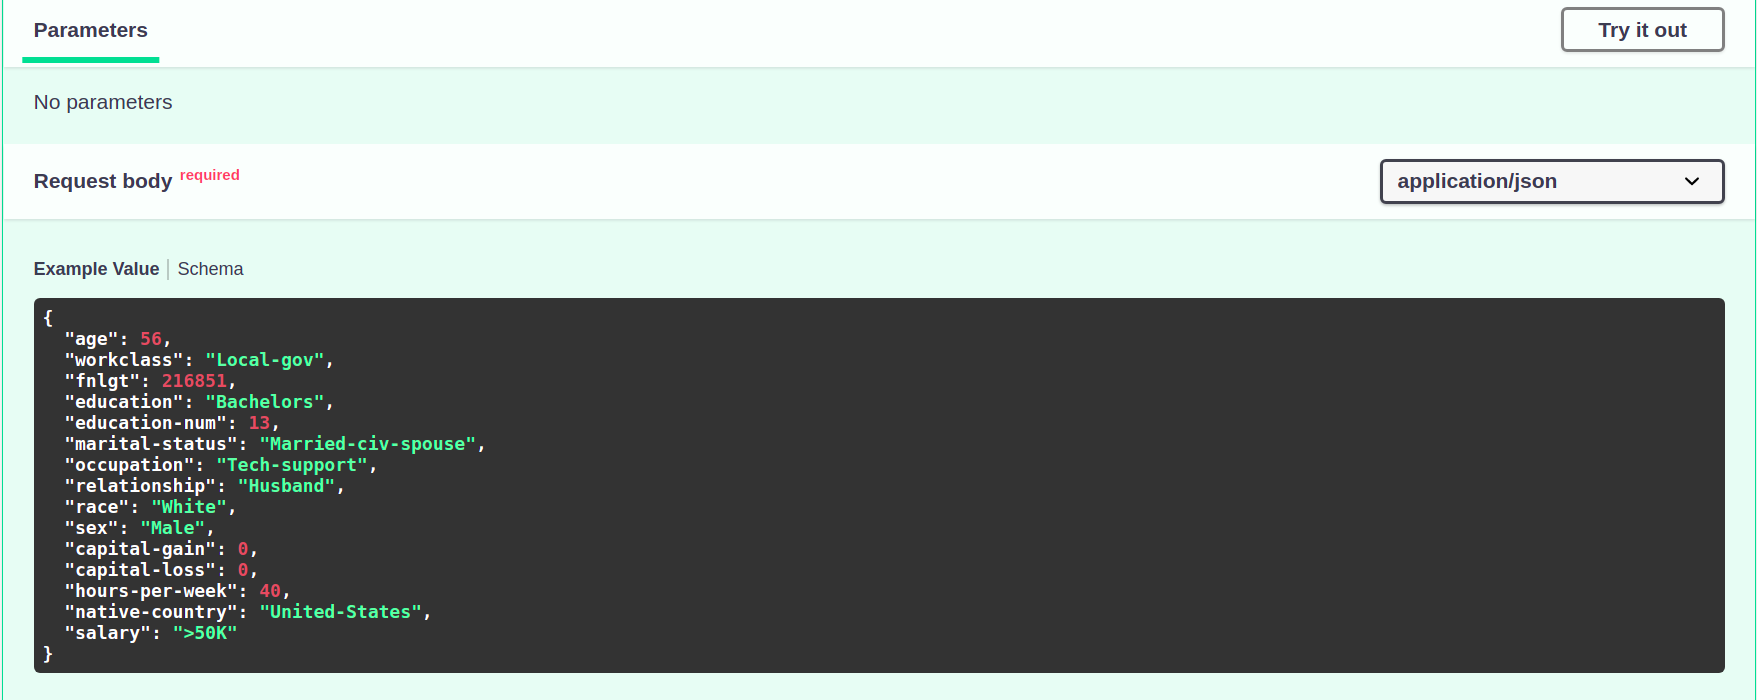 Parameters
Try it out
No parameters
Request body required
application/json
Example Value | Schema
{
  "age": 56,
  "workclass": "Local-gov",
  "fnlgt": 216851,
  "education": "Bachelors",
  "education-num": 13,
  "marital-status": "Married-civ-spouse",
  "occupation": "Tech-support",
  "relationship": "Husband",
  "race": "White",
  "sex": "Male",
  "capital-gain": 0,
  "capital-loss": 0,
  "hours-per-week": 40,
  "native-country": "United-States",
  "salary": ">50K"
}